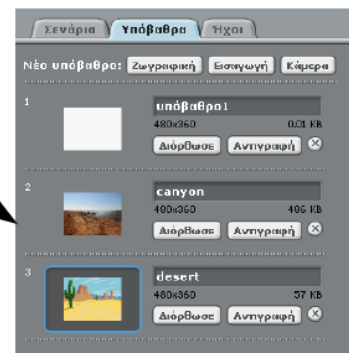 Σενάρια Υπόβαθρα Ήχοι
Νέο υπόβαθρο: Ζωγραφική Εισαγωγή Κάμερα
1
υπόβαθρο1
480x360 0.01 KB
Διόρθωσε Αντιγραφή
2
canyon
480x360 406 KB
Διόρθωσε Αντιγραφή
3
desert
480x360 57 KB
Διόρθωσε Αντιγραφή